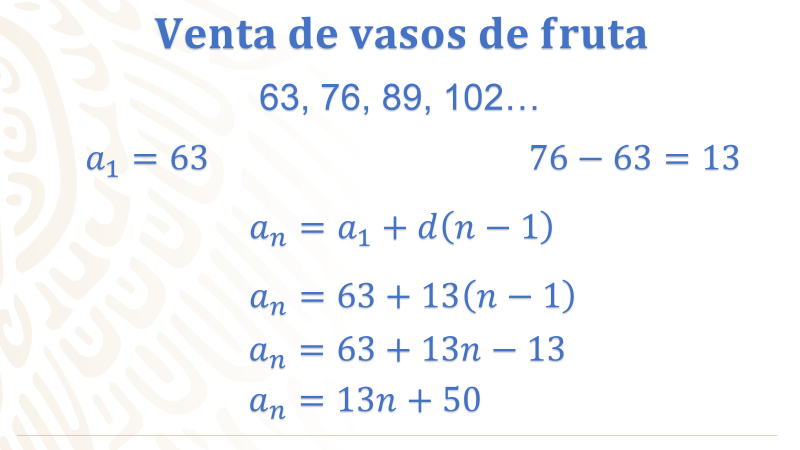 Venta de vasos de fruta
63, 76, 89, 102…
a₁ = 63
76 − 63 = 13
aₙ = a₁ + d(n − 1)
aₙ = 63 + 13(n − 1)
aₙ = 63 + 13n − 13
aₙ = 13n + 50